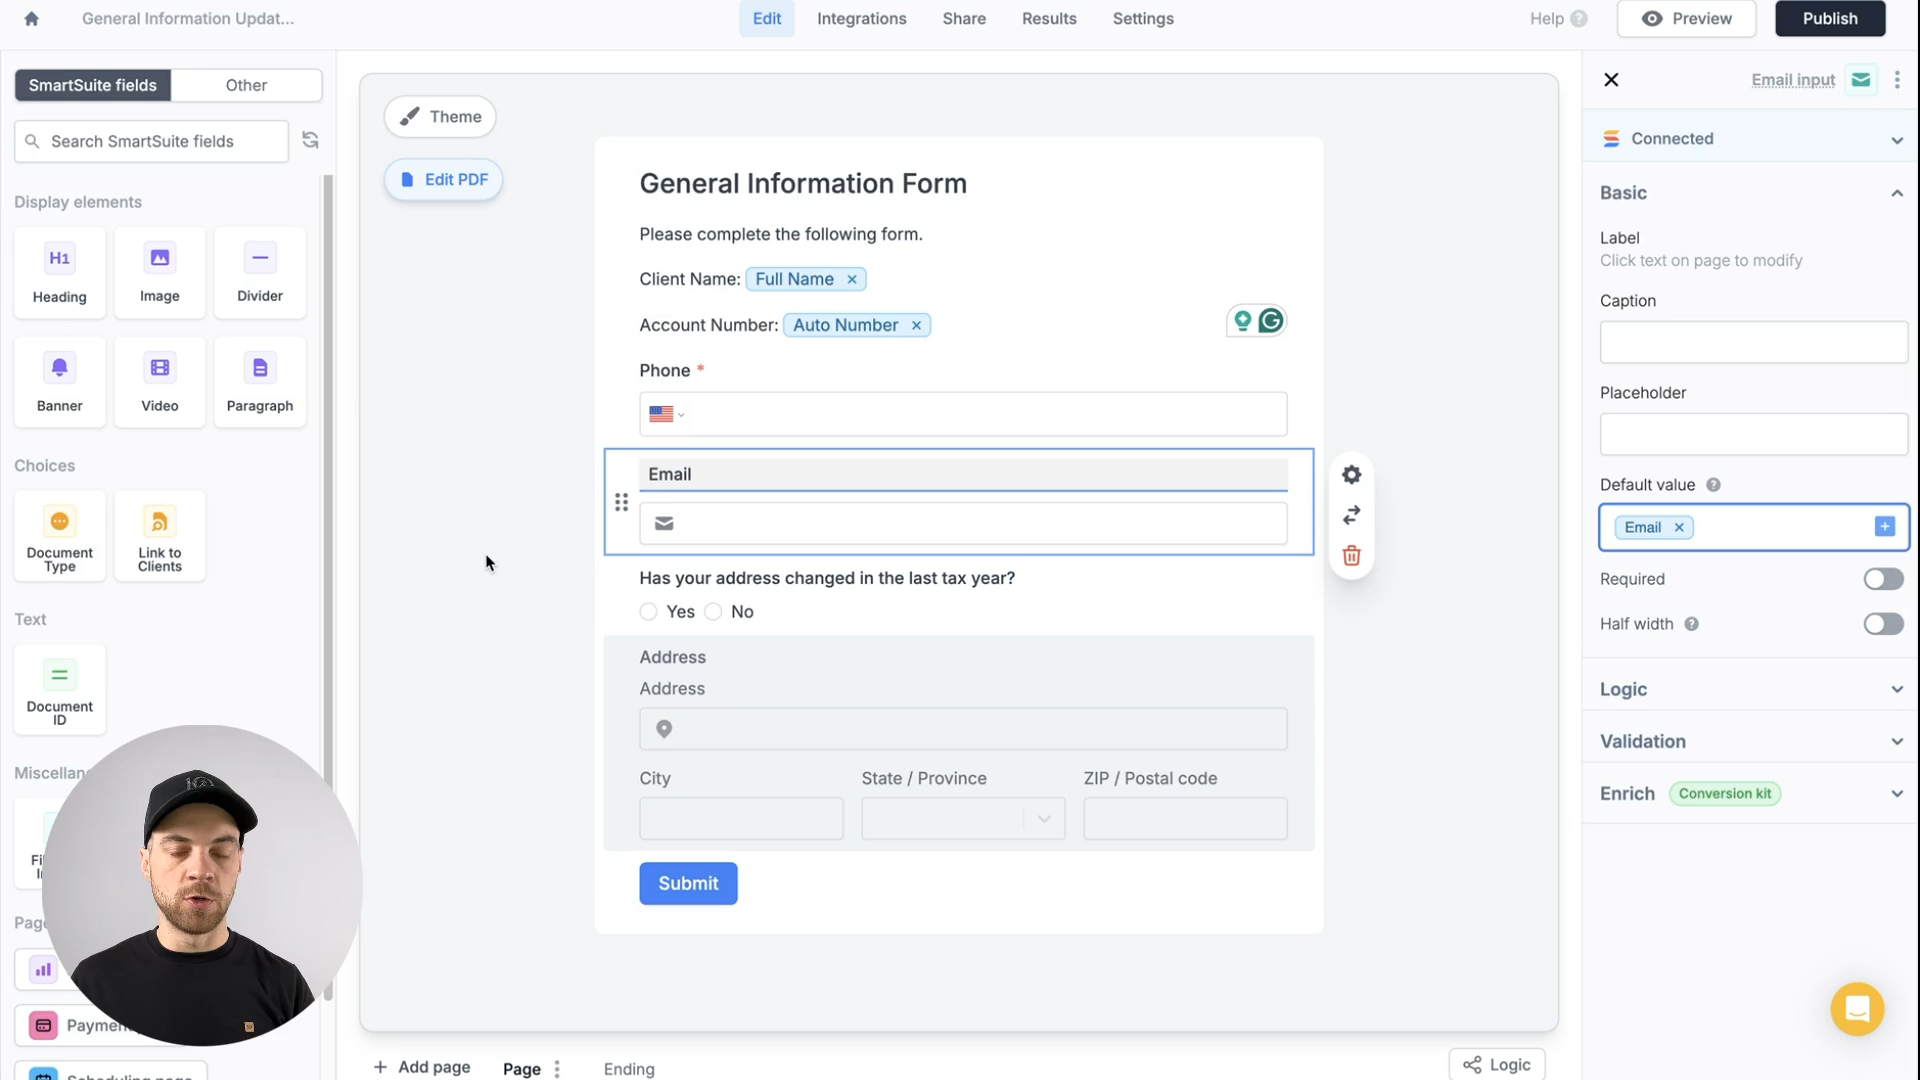 General Information Updat...
Edit
Integrations
Share
Results
Settings
Help
Preview
Publish
SmartSuite fields
Other
Search SmartSuite fields
Display elements
H1
Heading
Image
Divider
Banner
Video
Paragraph
Choices
Document
Type
Link to
Clients
Text
Document
ID
Theme
Edit PDF
General Information Form
Please complete the following form.
Client Name: Full Name ×
Account Number: Auto Number ×
Phone *
Email
Has your address changed in the last tax year?
Yes No
Address
Address
City
State / Province
ZIP / Postal code
Submit
+ Add page
Page
Ending
Logic
Email input
Connected
Basic
Label
Click text on page to modify
Caption
Placeholder
Default value
Email ×
Required
Half width
Logic
Validation
Enrich
Conversion kit